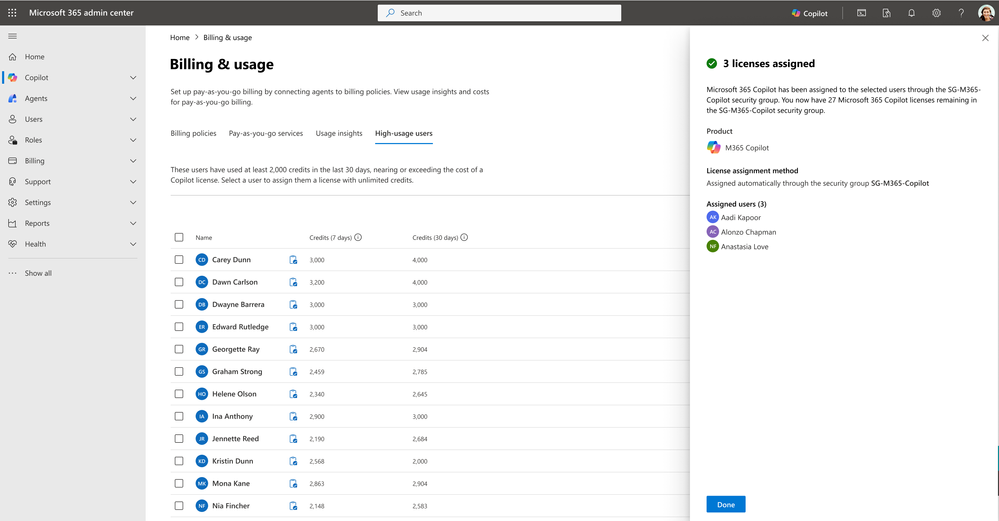 Microsoft 365 admin center
Search
Copilot
?
Home
Copilot
Agents
Users
Roles
Billing
Support
Settings
Reports
Health
Show all
Home > Billing & usage
Billing & usage
Set up pay-as-you-go billing by connecting agents to billing policies. View usage insights and costs
for pay-as-you-go billing.
Billing policies Pay-as-you-go services Usage insights High-usage users
These users have used at least 2,000 credits in the last 30 days, nearing or exceeding the cost of a
Copilot license. Select a user to assign them a license with unlimited credits.
Name Credits (7 days) Credits (30 days)
CD Carey Dunn 3,000 4,000
DC Dawn Carlson 3,200 4,000
DB Dwayne Barrera 3,000 3,000
ER Edward Rutledge 3,000 3,000
GR Georgette Ray 2,670 2,904
GS Graham Strong 2,459 2,785
HO Helene Olson 2,340 2,645
IA Ina Anthony 2,900 3,000
JR Jennette Reed 2,190 2,684
KD Kristin Dunn 2,568 2,000
MK Mona Kane 2,863 2,904
NF Nia Fincher 2,148 2,583
3 licenses assigned
Microsoft 365 Copilot has been assigned to the selected users through the SG-M365-
Copilot security group. You now have 27 Microsoft 365 Copilot licenses remaining in
the SG-M365-Copilot security group.
Product
M365 Copilot
License assignment method
Assigned automatically through the security group SG-M365-Copilot
Assigned users (3)
AK Aadi Kapoor
AC Alonzo Chapman
NF Anastasia Love
Done